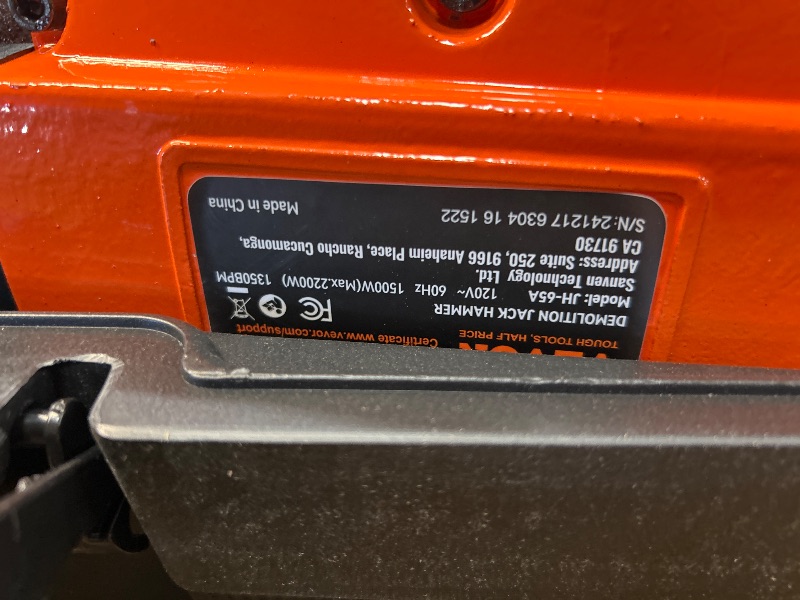 VEVOR
TOUGH TOOLS, HALF PRICE
Certificate www.vevor.com/support
DEMOLITION JACK HAMMER
Model: JH-65A 120V~ 60Hz 1500W(Max.2200W) 1350BPM
Sanven Technology Ltd.
Address: Suite 250, 9166 Anaheim Place, Rancho Cucamonga,
CA 91730
S/N:241217 6304 16 1522
Made in China